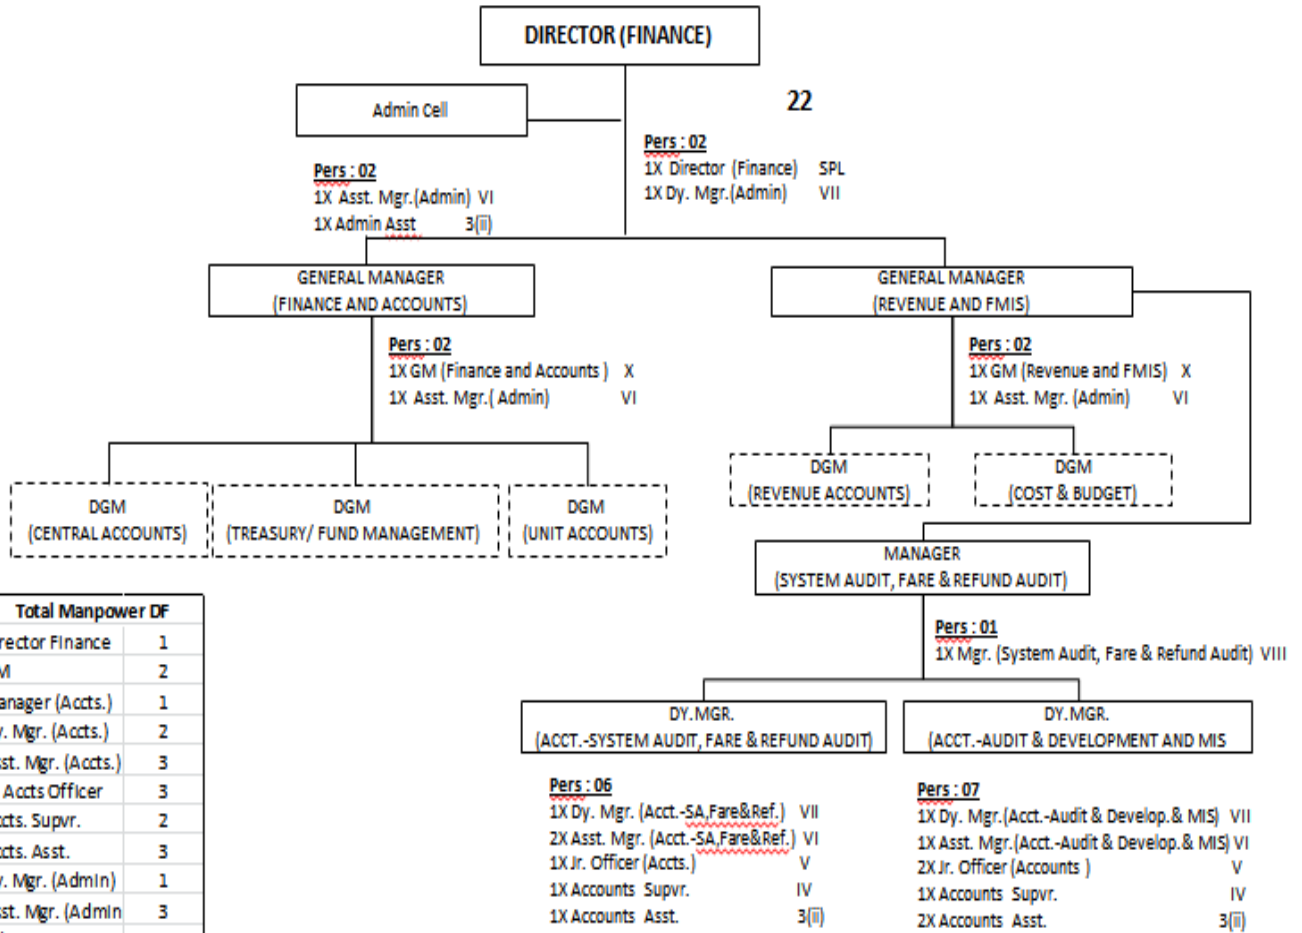 DIRECTOR (FINANCE)
Admin Cell
22
Pers : 02
1X Director (Finance) SPL
1X Dy. Mgr.(Admin) VII
Pers : 02
1X Asst. Mgr.(Admin) VI
1X Admin Asst 3(ii)
GENERAL MANAGER
(FINANCE AND ACCOUNTS)
GENERAL MANAGER
(REVENUE AND FMIS)
Pers : 02
1X GM (Finance and Accounts ) X
1X Asst. Mgr.( Admin) VI
Pers : 02
1X GM (Revenue and FMIS) X
1X Asst. Mgr. (Admin) VI
DGM
(CENTRAL ACCOUNTS)
DGM
(TREASURY/ FUND MANAGEMENT)
DGM
(UNIT ACCOUNTS)
DGM
(REVENUE ACCOUNTS)
DGM
(COST & BUDGET)
MANAGER
(SYSTEM AUDIT, FARE & REFUND AUDIT)
Pers : 01
1X Mgr. (System Audit, Fare & Refund Audit) VIII
DY.MGR.
(ACCT.-SYSTEM AUDIT, FARE & REFUND AUDIT)
DY.MGR.
(ACCT.-AUDIT & DEVELOPMENT AND MIS
Pers : 06
1X Dy. Mgr. (Acct.-SA,Fare&Ref.) VII
2X Asst. Mgr. (Acct.-SA,Fare&Ref.) VI
1X Jr. Officer (Accts.) V
1X Accounts Supvr. IV
1X Accounts Asst. 3(ii)
Pers : 07
1X Dy. Mgr.(Acct.-Audit & Develop.& MIS) VII
1X Asst. Mgr.(Acct.-Audit & Develop.& MIS) VI
2X Jr. Officer (Accounts ) V
1X Accounts Supvr. IV
2X Accounts Asst. 3(ii)
Total Manpower DF
rector Finance 1
M 2
anager (Accts.) 1
y. Mgr. (Accts.) 2
sst. Mgr. (Accts.) 3
Accts Officer 3
ccts. Supvr. 2
ccts. Asst. 3
y. Mgr. (Admin) 1
sst. Mgr. (Admin 3